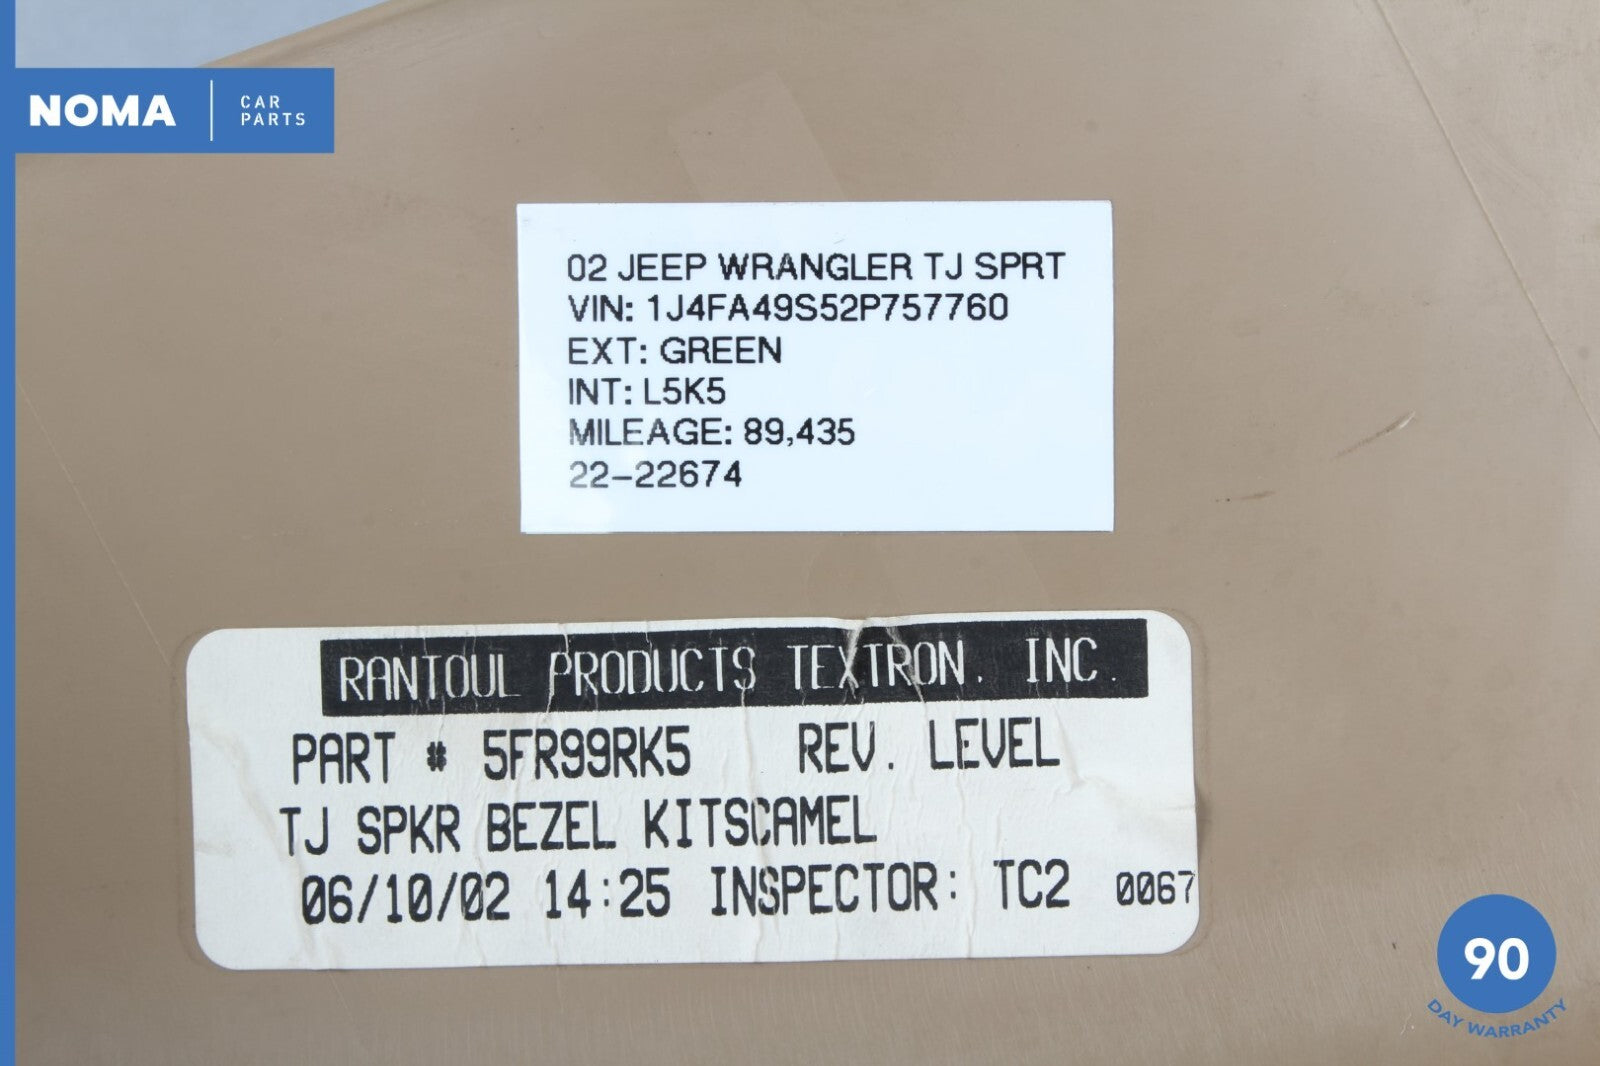 NOMA
CAR
PARTS
02 JEEP WRANGLER TJ SPRT
VIN: 1J4FA49S52P757760
EXT: GREEN
INT: L5K5
MILEAGE: 89,435
22-22674
RANTOUL PRODUCTS TEXTRON. INC.
PART # 5FR99RK5 REV. LEVEL
TJ SPKR BEZEL KITSCAMEL
06/10/02 14:25 INSPECTOR: TC2 0067
90
DAY WARRANTY